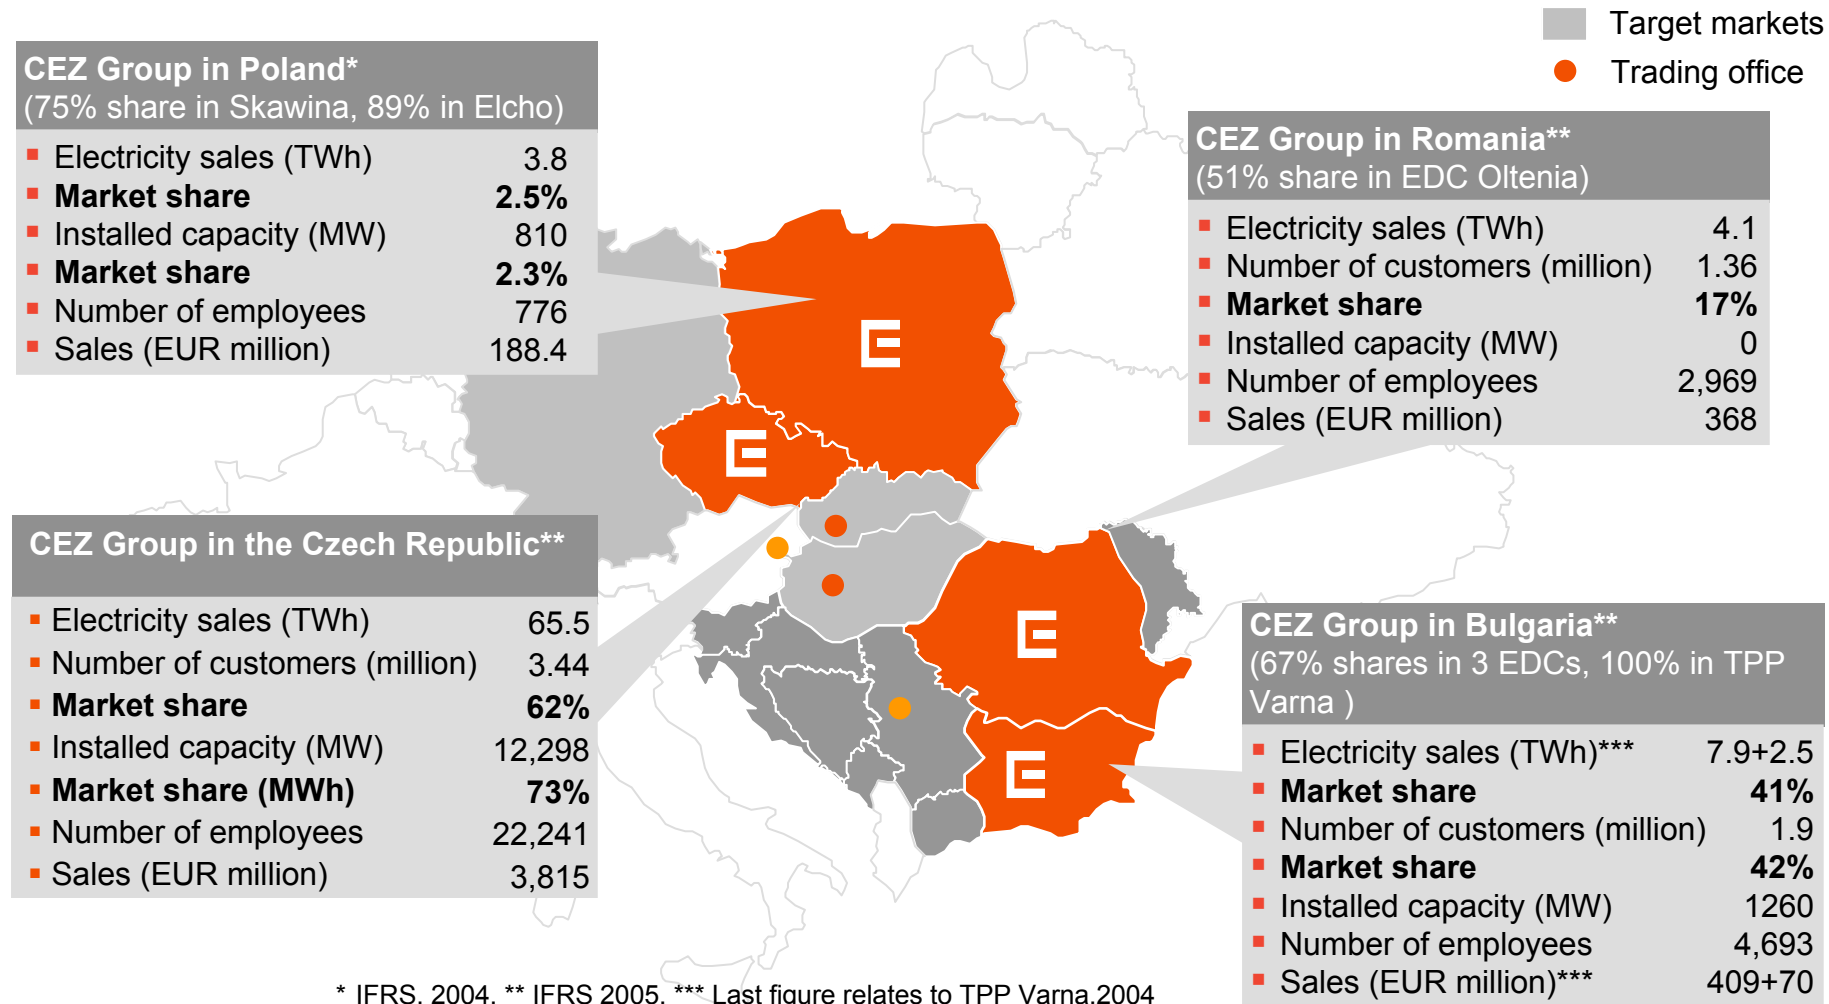 Target markets
Trading office
CEZ Group in Poland*
(75% share in Skawina, 89% in Elcho)
Electricity sales (TWh) 3.8
Market share 2.5%
Installed capacity (MW) 810
Market share 2.3%
Number of employees 776
Sales (EUR million) 188.4
CEZ Group in Romania**
(51% share in EDC Oltenia)
Electricity sales (TWh) 4.1
Number of customers (million) 1.36
Market share 17%
Installed capacity (MW) 0
Number of employees 2,969
Sales (EUR million) 368
CEZ Group in the Czech Republic**
Electricity sales (TWh) 65.5
Number of customers (million) 3.44
Market share 62%
Installed capacity (MW) 12,298
Market share (MWh) 73%
Number of employees 22,241
Sales (EUR million) 3,815
CEZ Group in Bulgaria**
(67% shares in 3 EDCs, 100% in TPP
Varna )
Electricity sales (TWh)*** 7.9+2.5
Market share 41%
Number of customers (million) 1.9
Market share 42%
Installed capacity (MW) 1260
Number of employees 4,693
Sales (EUR million)*** 409+70
* IFRS, 2004, ** IFRS 2005, *** Last figure relates to TPP Varna,2004